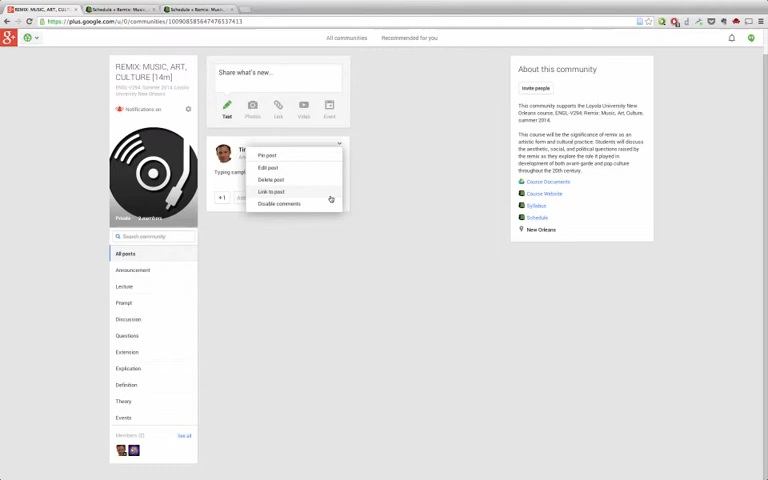 REMIX: MUSIC, ART, CULT
Schedule » Remix: Music,
Schedule » Remix: Music,
https://plus.google.com/u/0/communities/100908585647476537413
g+
All communities
Recommended for you
REMIX: MUSIC, ART,
CULTURE [14m]
ENGL-V294, Summer 2014, Loyola
University New Orleans
Notifications on
Private
Search community
All posts
Announcement
Lecture
Prompt
Discussion
Questions
Extension
Explication
Definition
Theory
Events
Members (2)
See all
Share what's new...
Text
Photos
Link
Video
Event
Typing sampl
+1
Pin post
Edit post
Delete post
Link to post
Disable comments
About this community
Invite people
This community supports the Loyola University
New Orleans course, ENGL-V294; Remix: Music, Art, Culture,
summer 2014.
This course will be the significance of remix as an
artistic form and cultural practice. Students will discuss
the aesthetic, social, and political questions raised by
the remix as they explore the role it played in
development of both avant-garde and pop culture
throughout the 20th century.
Course Documents
Course Website
Syllabus
Schedule
New Orleans